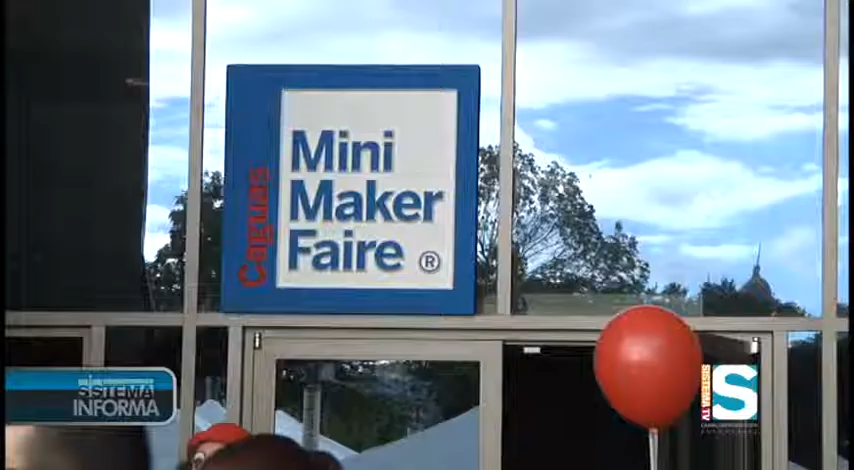 Caguas
Mini
Maker
Faire ®
SISTEMA
INFORMA
SISTEMA TV
S